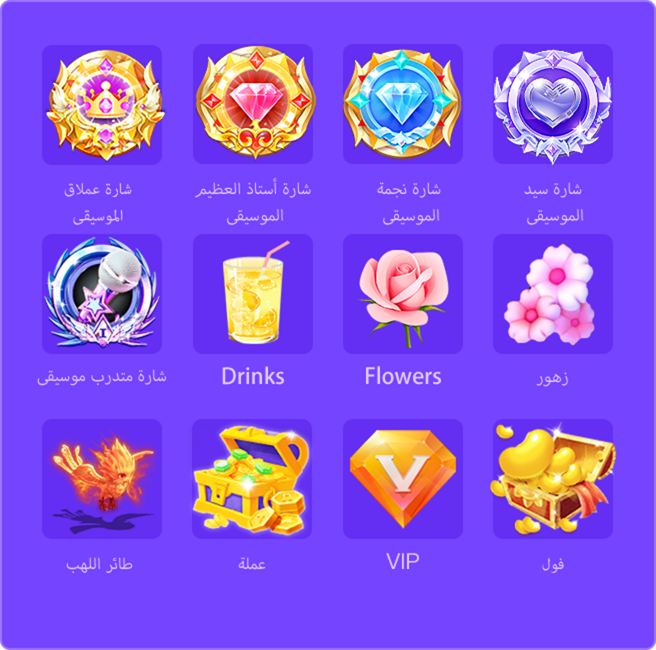 شارة عملاق
الموسيقى
شارة أستاذ العظيم
الموسيقى
شارة نجمة
الموسيقى
شارة سيد
الموسيقى
شارة متدرب موسيقى
Drinks
Flowers
زهور
طائر اللهب
عملة
VIP
فول